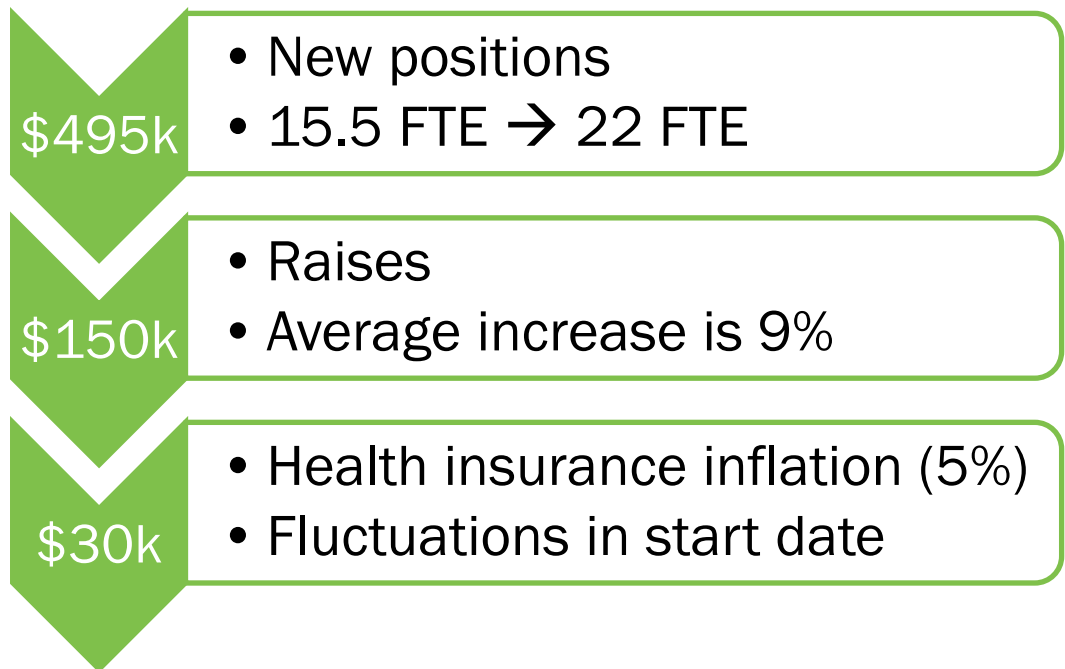 $495k
• New positions
• 15.5 FTE → 22 FTE
$150k
• Raises
• Average increase is 9%
$30k
• Health insurance inflation (5%)
• Fluctuations in start date